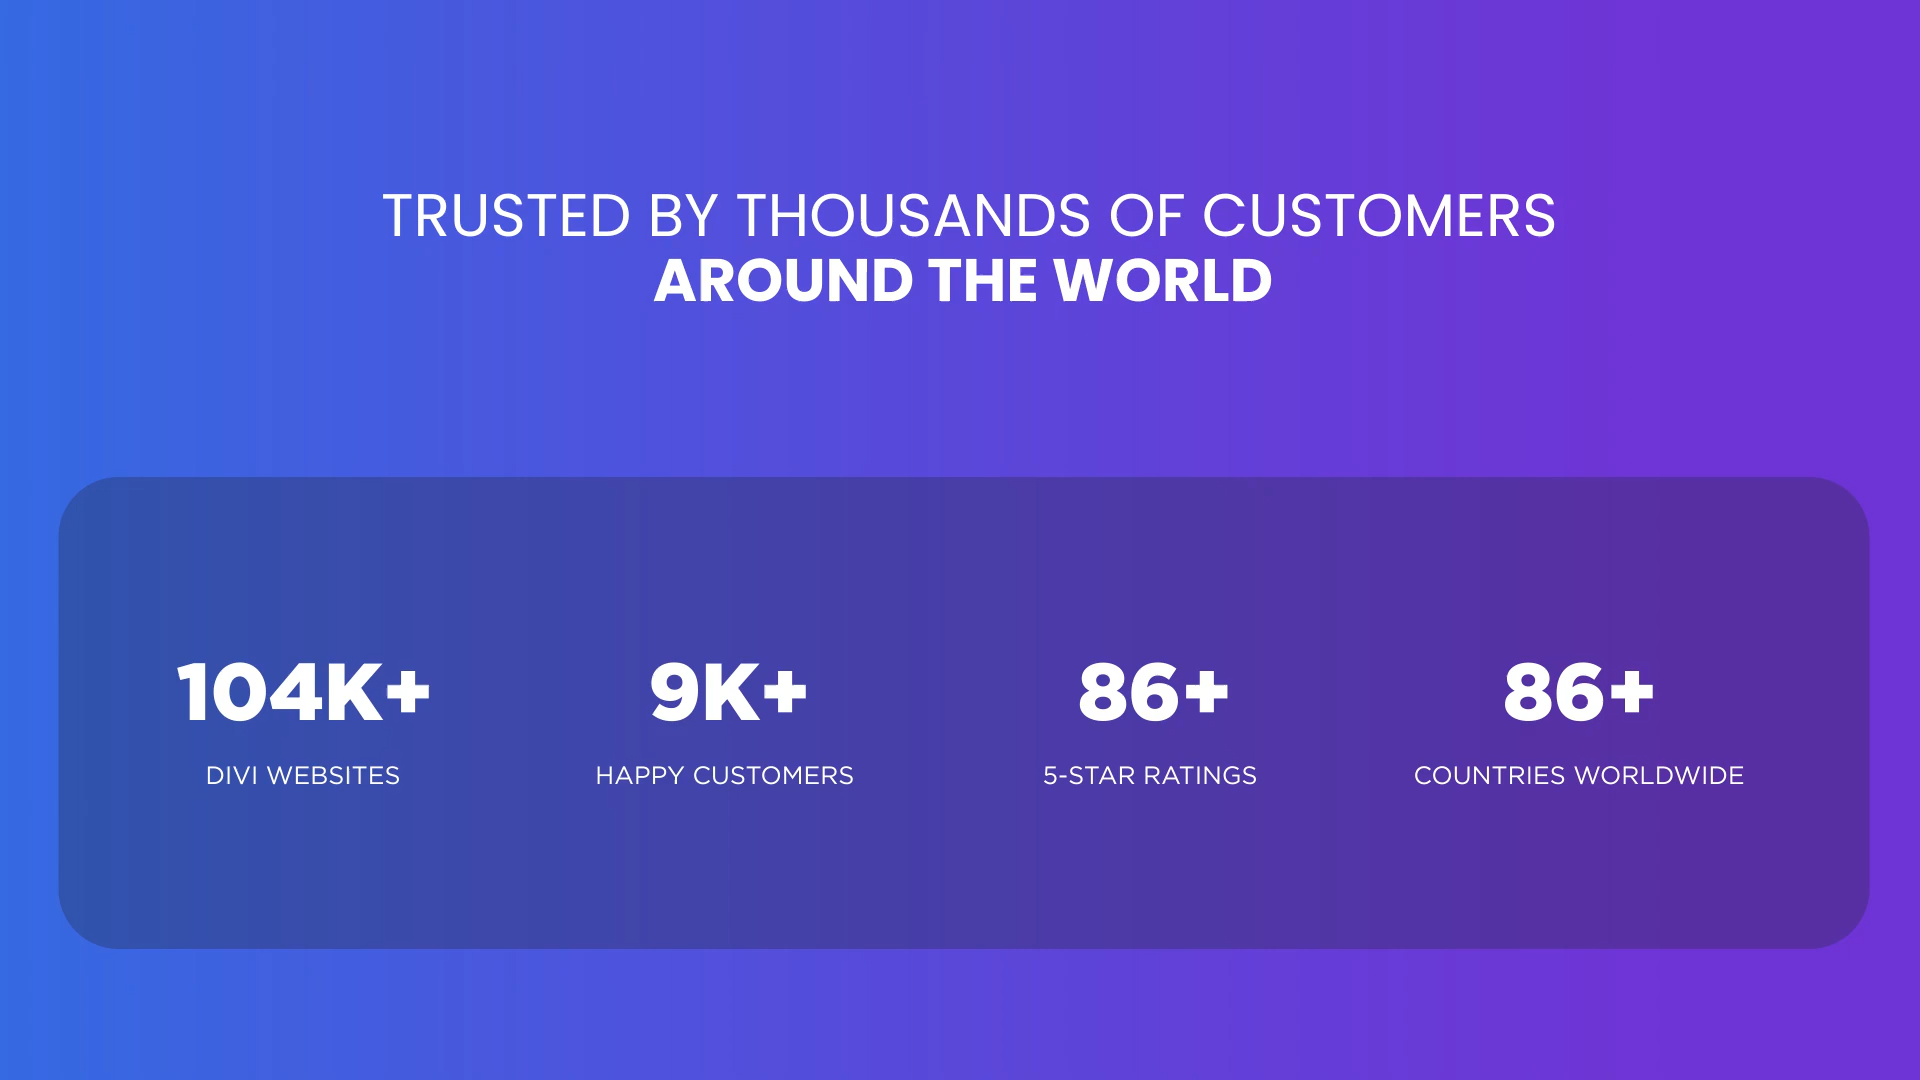 TRUSTED BY THOUSANDS OF CUSTOMERS
AROUND THE WORLD
104K+
DIVI WEBSITES
9K+
HAPPY CUSTOMERS
86+
5-STAR RATINGS
86+
COUNTRIES WORLDWIDE